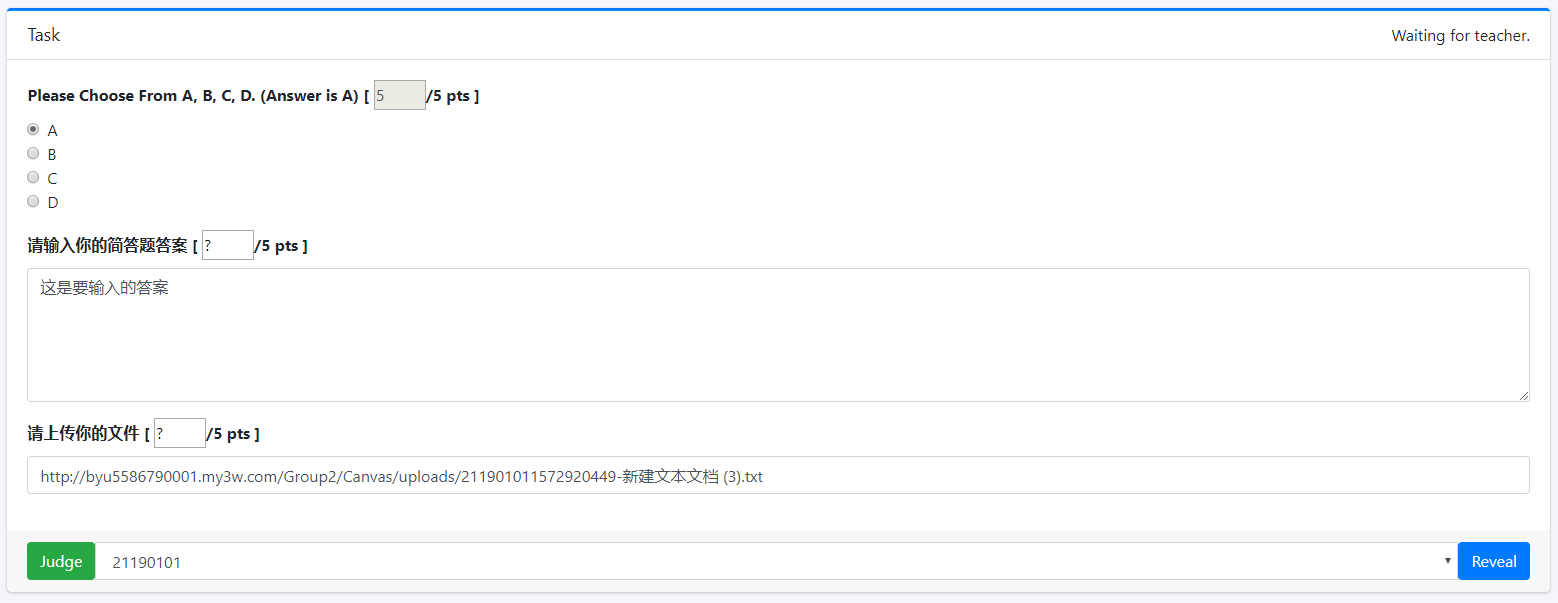 Task Waiting for teacher.
Please Choose From A, B, C, D. (Answer is A) [ 5 /5 pts ]
A
B
C
D
请输入你的简答题答案 [ ? /5 pts ]
这是要输入的答案
请上传你的文件 [ ? /5 pts ]
http://byu5586790001.my3w.com/Group2/Canvas/uploads/211901011572920449-新建文本文档 (3).txt
Judge 21190101 Reveal